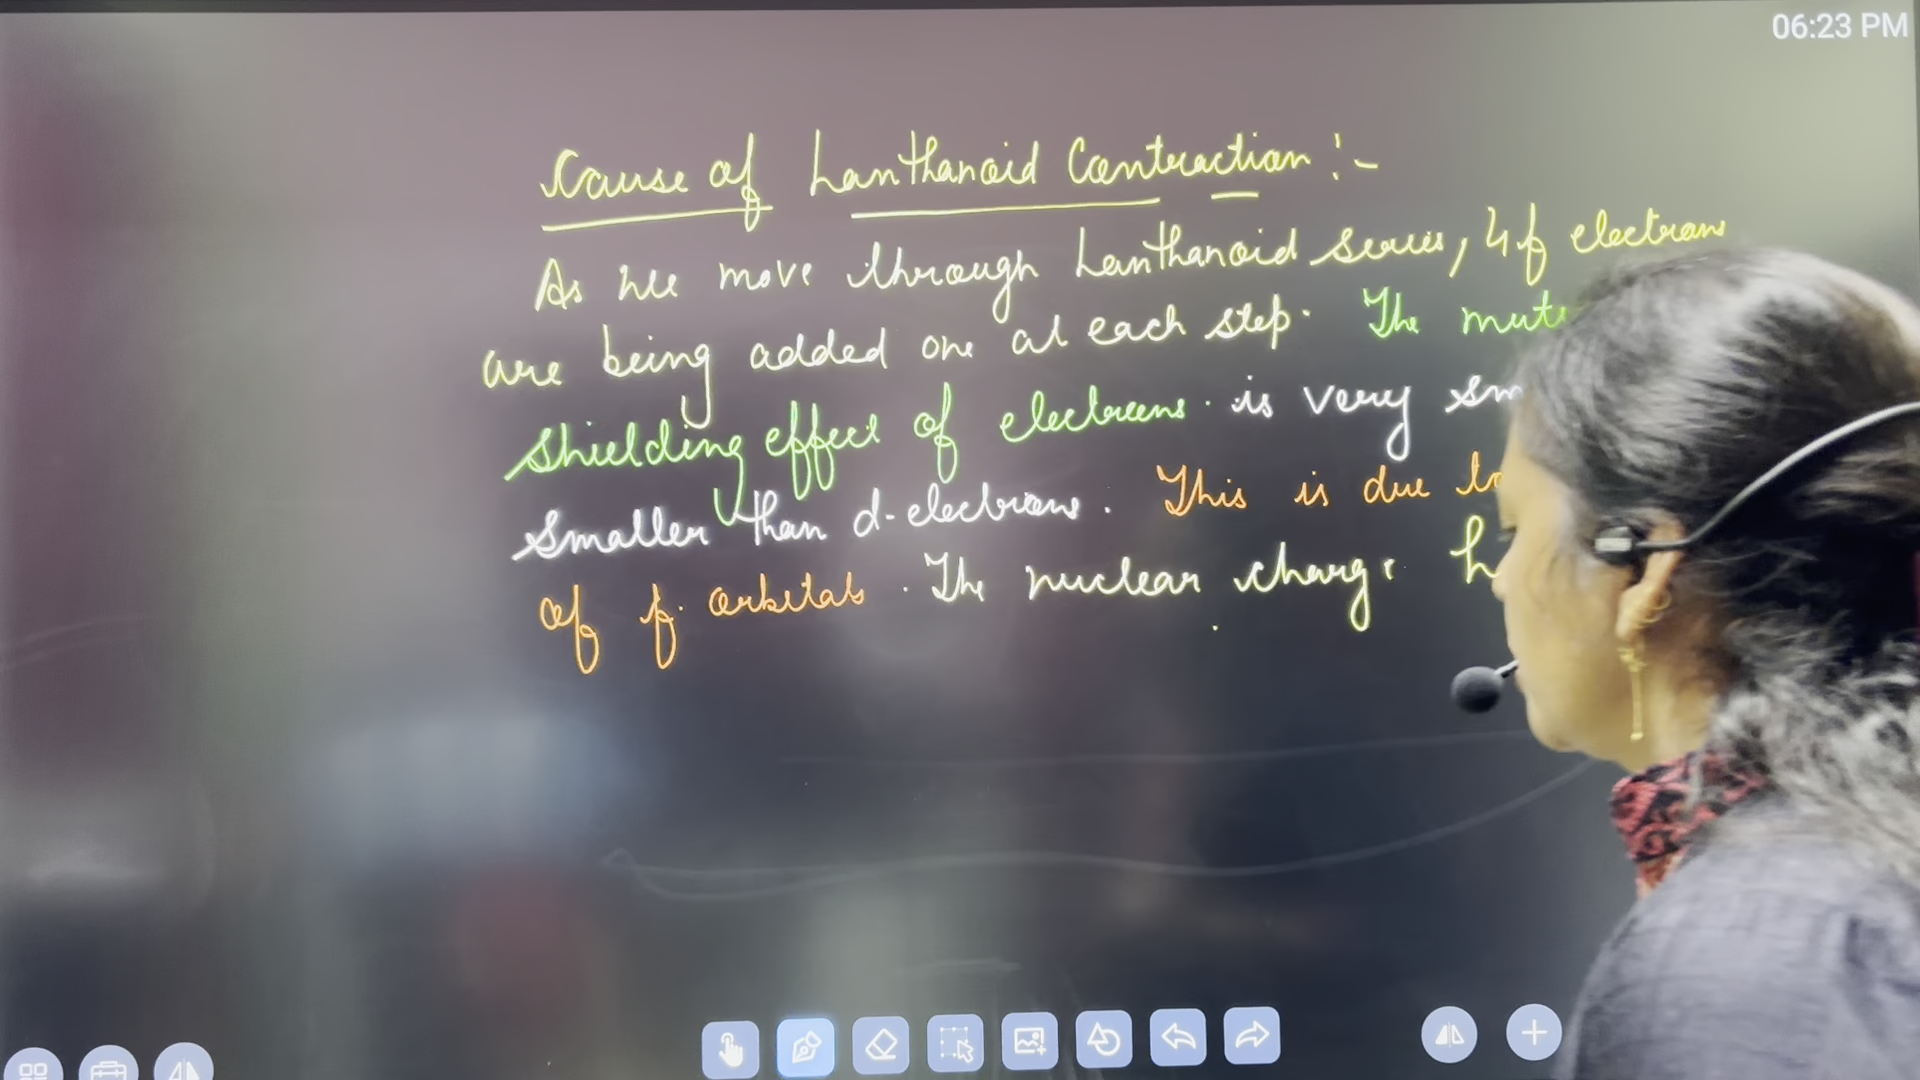 06:23 PM
Cause of Lanthanoid Contraction :-
As we move through Lanthanoid series, 4f electrons
are being added one at each step. The
shielding effect of electrons is very
smaller than d-electrons. This is due to
of f orbitals. The nuclear charge